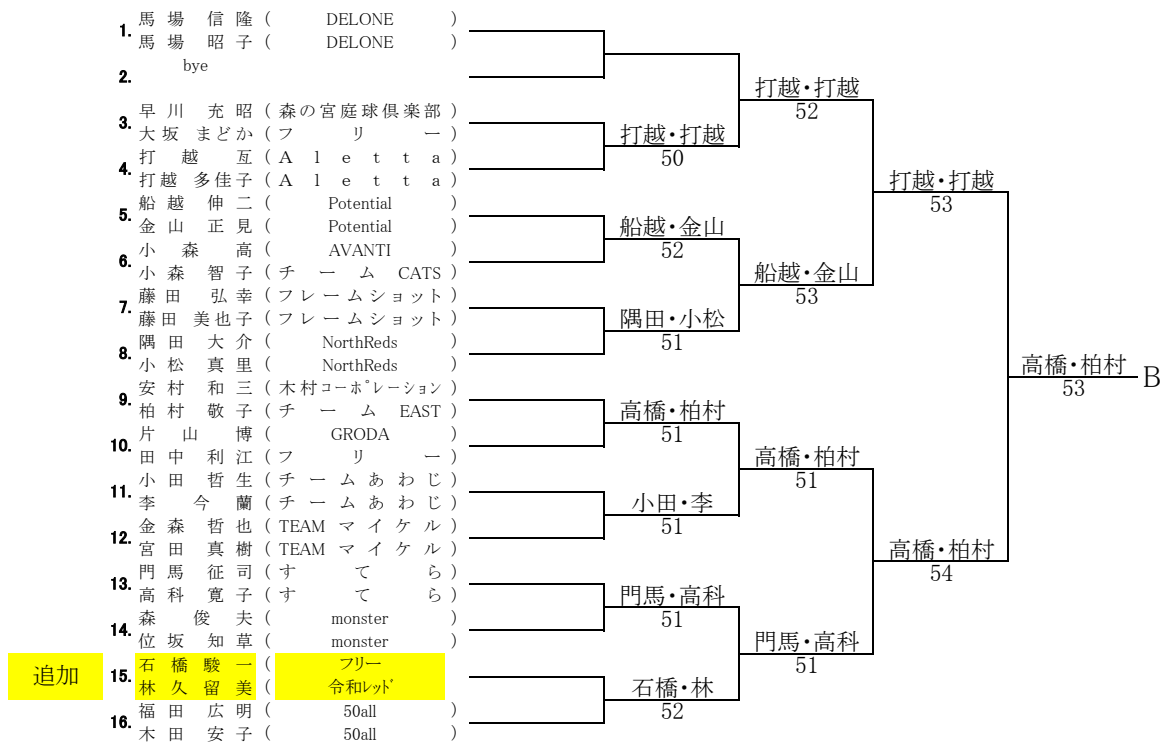 1. 馬場 信隆 ( DELONE )
馬場 昭子 ( DELONE )
2. bye
3. 早川 充昭 ( 森の宮庭球倶楽部 )
大坂 まどか ( フリー )
4. 打越 亙 ( Aletta )
打越 多佳子 ( Aletta )
5. 船越 伸二 ( Potential )
金山 正見 ( Potential )
6. 小森 高 ( AVANTI )
小森 智子 ( チーム CATS )
7. 藤田 弘幸 ( フレームショット )
藤田 美也子 ( フレームショット )
8. 隅田 大介 ( NorthReds )
小松 真里 ( NorthReds )
9. 安村 和三 ( 木村コーポレーション )
柏村 敬子 ( チーム EAST )
10. 片山 博 ( GRODA )
田中 利江 ( フリー )
11. 小田 哲生 ( チームあわじ )
李 今蘭 ( チームあわじ )
12. 金森 哲也 ( TEAM マイケル )
宮田 真樹 ( TEAM マイケル )
13. 門馬 征司 ( すてら )
高科 寛子 ( すてら )
14. 森 俊夫 ( monster )
位坂 知草 ( monster )
追加
15. 石橋駿一 ( フリー
林久留美 ( 令和レッド
16. 福田 広明 ( 50all )
木田 安子 ( 50all )
打越・打越
50
船越・金山
52
隅田・小松
51
高橋・柏村
51
小田・李
51
門馬・高科
51
石橋・林
52
打越・打越
52
船越・金山
53
高橋・柏村
51
門馬・高科
51
打越・打越
53
高橋・柏村
54
高橋・柏村
53
B